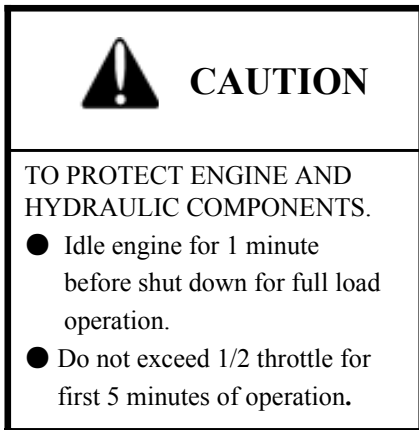 CAUTION
TO PROTECT ENGINE AND
HYDRAULIC COMPONENTS.
● Idle engine for 1 minute
before shut down for full load
operation.
● Do not exceed 1/2 throttle for
first 5 minutes of operation.